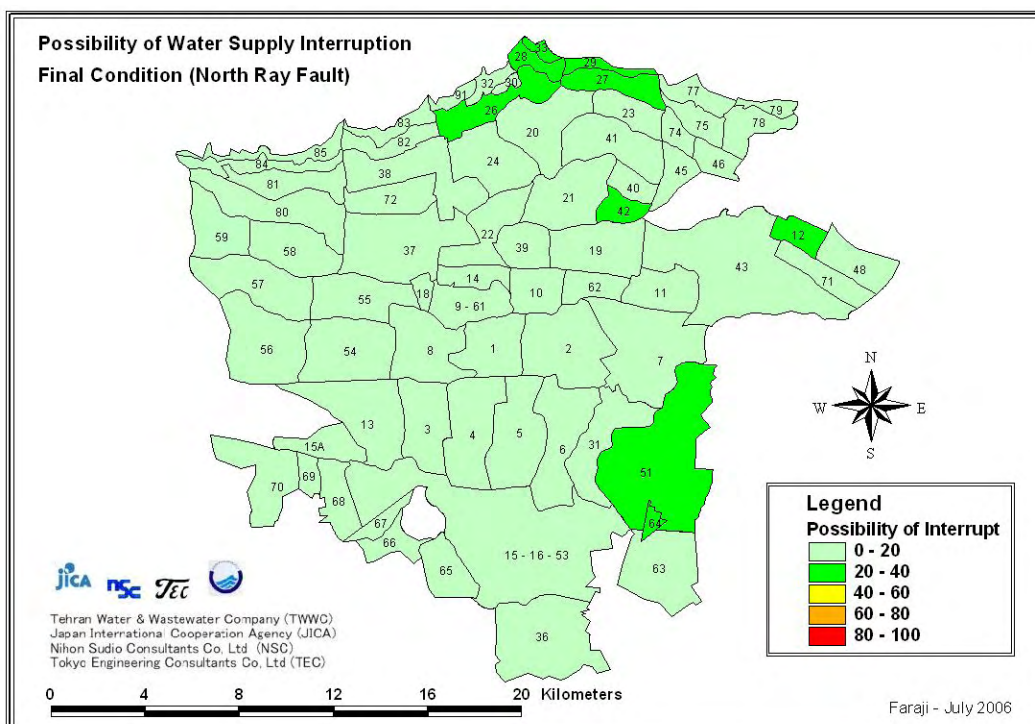 Possibility of Water Supply Interruption
Final Condition (North Ray Fault)
33
28
29
32
30
27
77
91
26
79
23
83
78
75
20
74
82
41
85
24
46
84
45
38
81
40
72
21
42
80
22
12
59
37
39
19
58
43
48
14
71
57
62
18
10
11
55
9 - 61
56
54
8
1
2
7
N
W
E
S
13
3
4
5
31
15A
6
51
69
70
68
67
64
66
15 - 16 - 53
65
63
36
Legend
Possibility of Interrupt
0 - 20
20 - 40
40 - 60
60 - 80
80 - 100
JICA
nsc
TEC
Tehran Water & Wastewater Company (TWWC)
Japan International Cooperation Agency (JICA)
Nihon Sudio Consultants Co, Ltd (NSC)
Tokyo Engineering Consultants Co, Ltd (TEC)
0 4 8 12 16 20 Kilometers
Faraji - July 2006